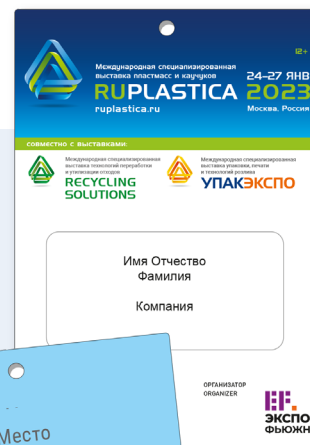 12+
Международная специализированная
выставка пластмасс и каучуков
RUPLASTICA
ruplastica.ru
24–27 ЯНВ
2023
Москва. Россия
СОВМЕСТНО С ВЫСТАВКАМИ:
Международная специализированная
выставка технологий переработки
и утилизации отходов
RECYCLING
SOLUTIONS
Международная специализированная
выставка упаковки, печати
и технологий розлива
УПАКЭКСПО
Имя Отчество
Фамилия
Компания
ОРГАНИЗАТОР
ORGANIZER
EF.
ЭКСПО
ФЬЮЖН
Место